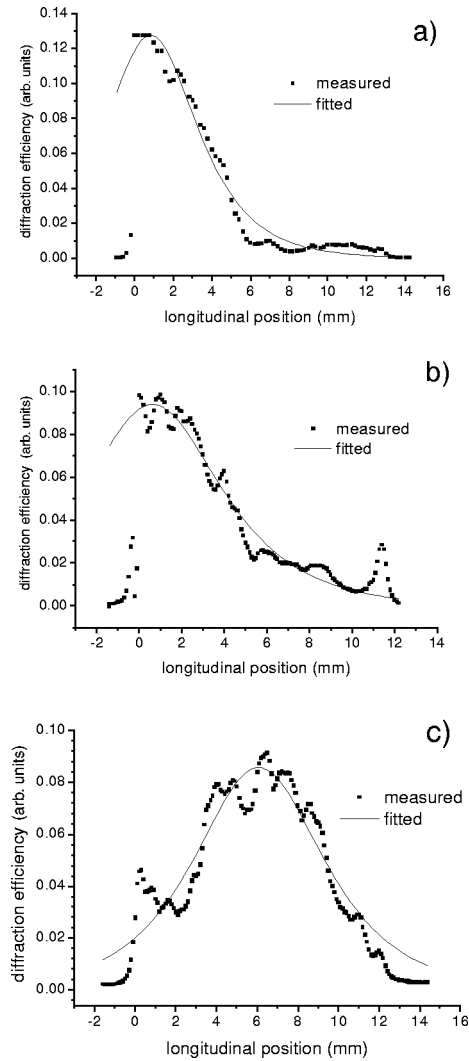 a)
0.14
0.12
0.10
0.08
0.06
0.04
0.02
0.00
diffraction efficiency (arb. units)
measured
fitted
-2 0 2 4 6 8 10 12 14 16
longitudinal position (mm)
b)
0.10
0.08
0.06
0.04
0.02
0.00
diffraction efficiency (arb. units)
measured
fitted
-2 0 2 4 6 8 10 12 14
longitudinal position (mm)
c)
0.10
0.08
0.06
0.04
0.02
0.00
diffraction efficiency (arb. units)
measured
fitted
-2 0 2 4 6 8 10 12 14 16
longitudinal position (mm)